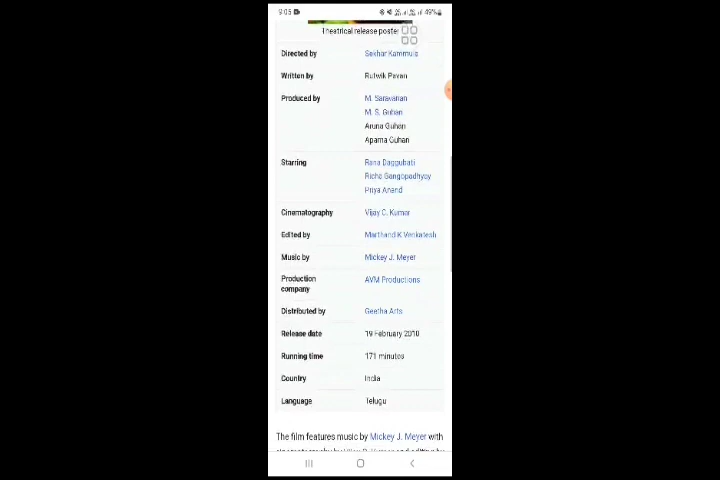 9:05
49%
Theatrical release poster
Directed by Sekhar Kammula
Written by Rutwik Pavan
Produced by M. Saravanan
M. S. Guhan
Aruna Guhan
Aparna Guhan
Starring Rana Daggubati
Richa Gangopadhyay
Priya Anand
Cinematography Vijay C. Kumar
Edited by Marthand K Venkatesh
Music by Mickey J. Meyer
Production AVM Productions
company
Distributed by Geetha Arts
Release date 19 February 2010
Running time 171 minutes
Country India
Language Telugu
The film features music by Mickey J. Meyer with